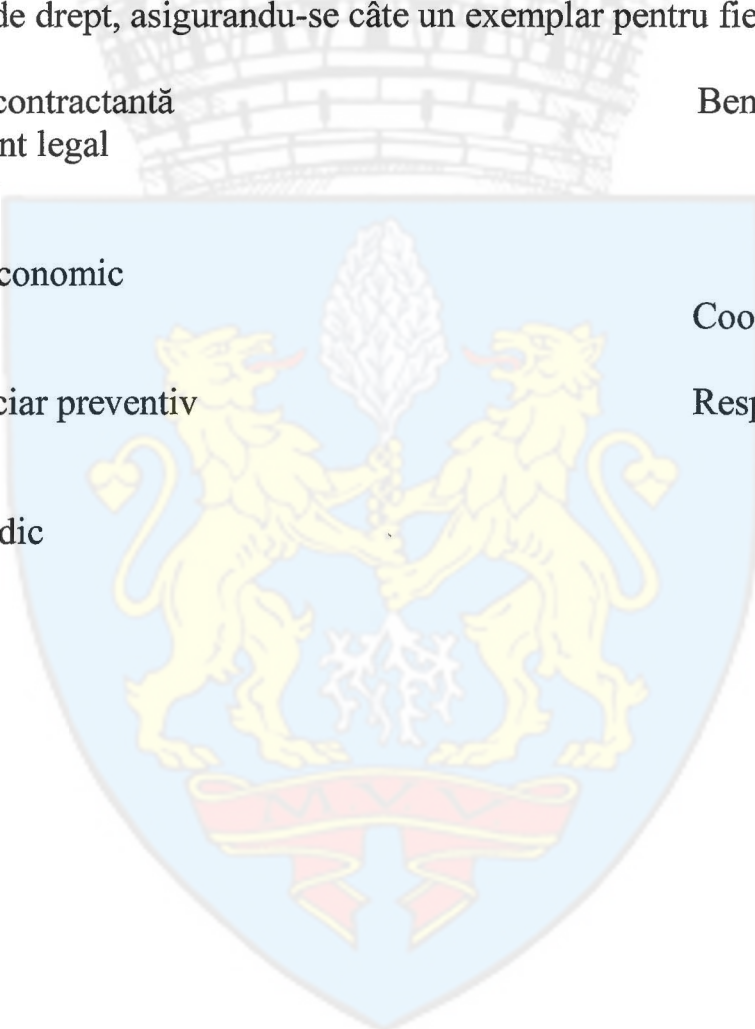 de drept, asigurandu-se câte un exemplar pentru fie
contractantă
Ben
nt legal
conomic
Coo
ciar preventiv
Resp
dic
M.V.V